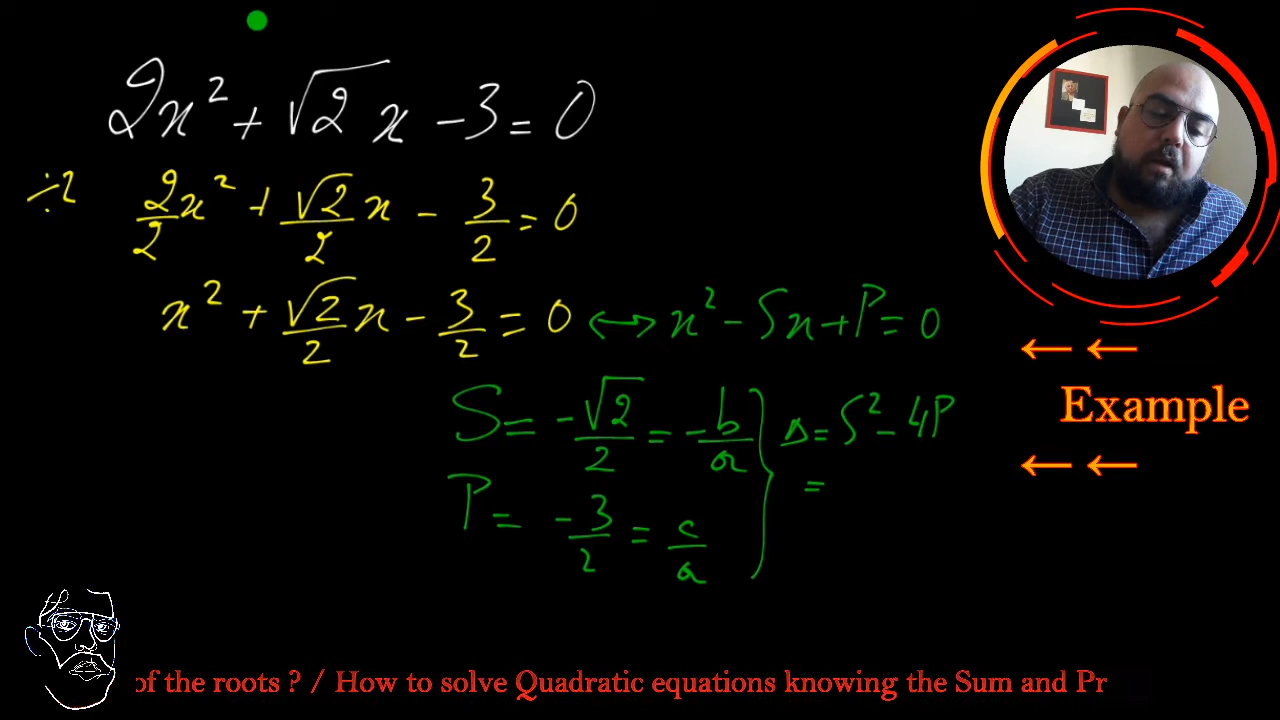 2x² + √2 x - 3 = 0
÷2 2x²/2 + √2/2 x - 3/2 = 0
x² + √2/2 x - 3/2 = 0 ↔ x² - Sx + P = 0
S = -√2/2 = -b/a } Δ = S² - 4P
=
P = -3/2 = c/a
← ←
Example
← ←
of the roots ? / How to solve Quadratic equations knowing the Sum and Pr